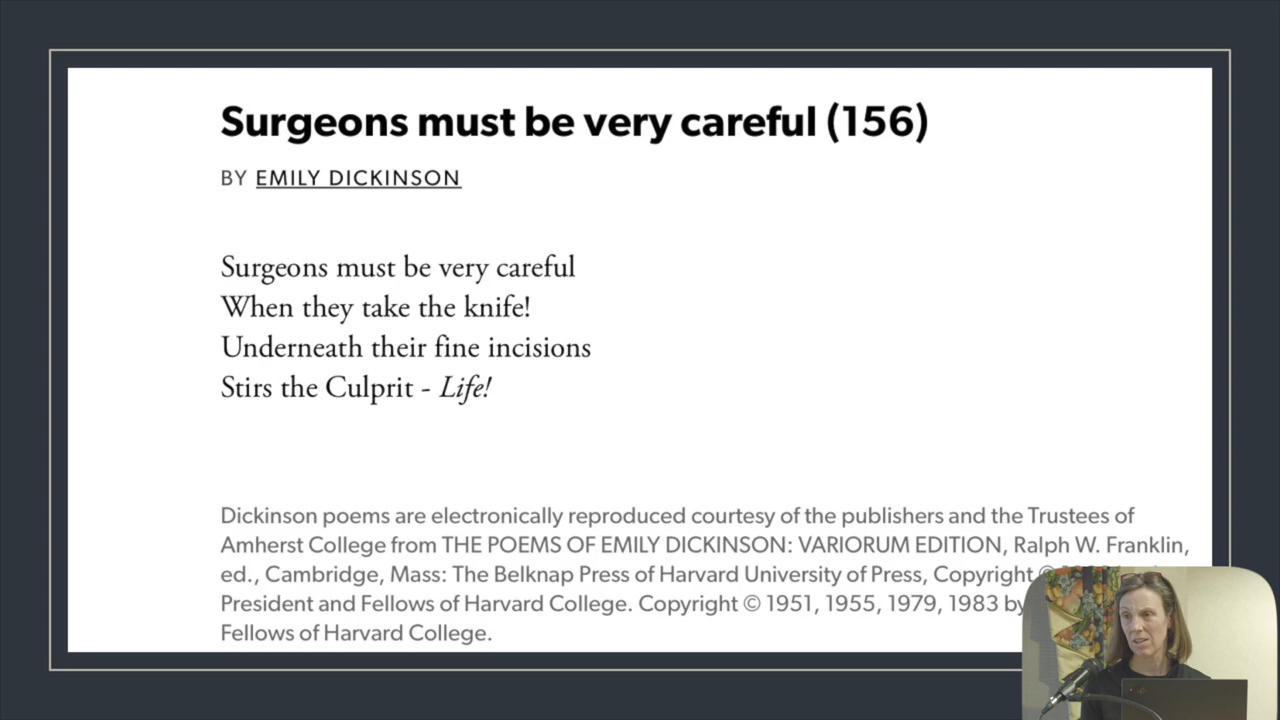 Surgeons must be very careful (156)
BY EMILY DICKINSON
Surgeons must be very careful
When they take the knife!
Underneath their fine incisions
Stirs the Culprit - Life!
Dickinson poems are electronically reproduced courtesy of the publishers and the Trustees of
Amherst College from THE POEMS OF EMILY DICKINSON: VARIORUM EDITION, Ralph W. Franklin,
ed., Cambridge, Mass: The Belknap Press of Harvard University of Press, Copyright ©
President and Fellows of Harvard College. Copyright © 1951, 1955, 1979, 1983 by
Fellows of Harvard College.